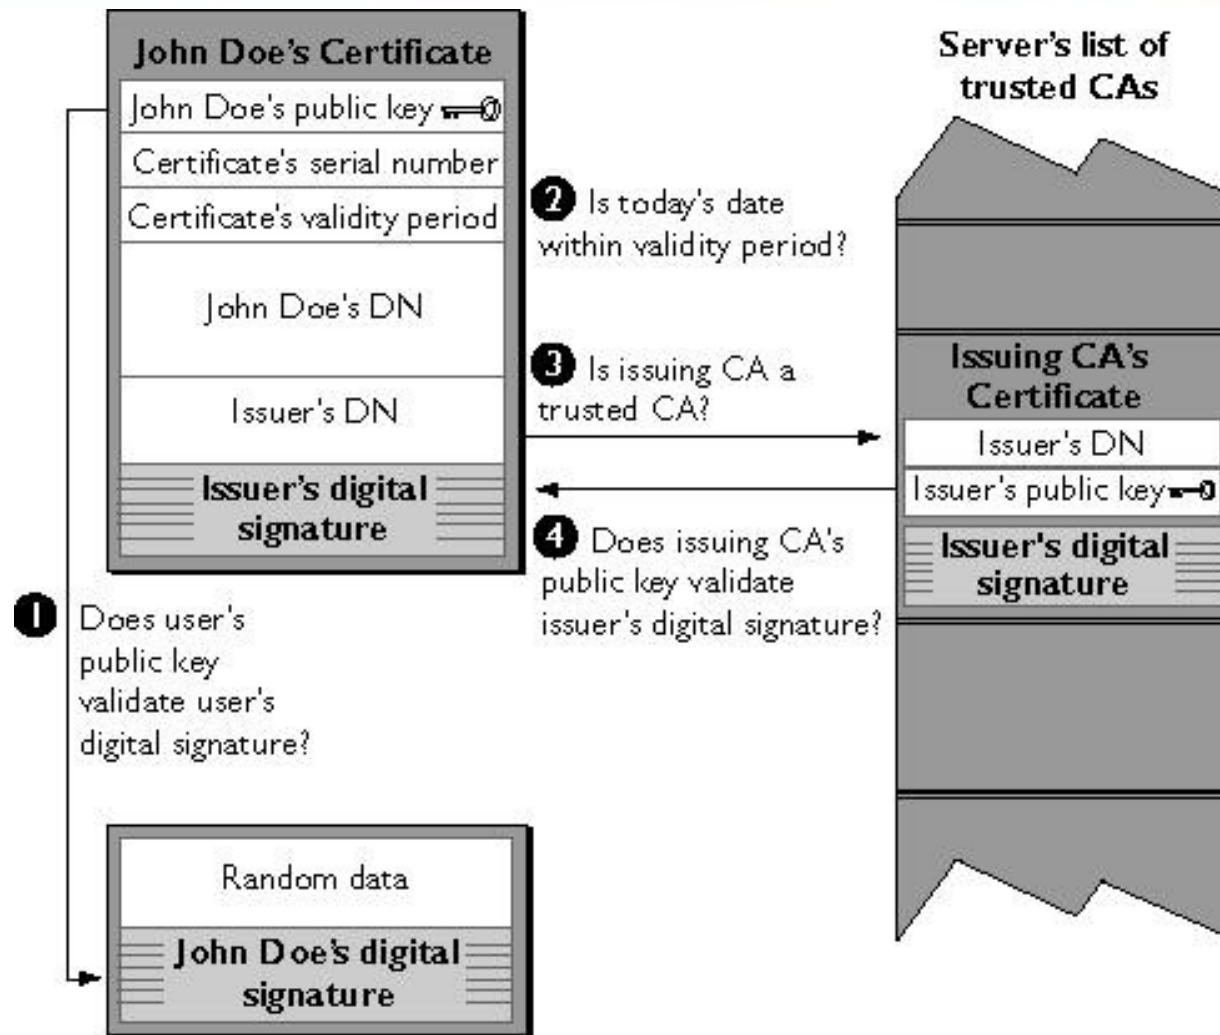 John Doe's Certificate
John Doe's public key
Certificate's serial number
Certificate's validity period
John Doe's DN
Issuer's DN
Issuer's digital
signature
1 Does user's
public key
validate user's
digital signature?
Random data
John Doe's digital
signature
2 Is today's date
within validity period?
3 Is issuing CA a
trusted CA?
4 Does issuing CA's
public key validate
issuer's digital signature?
Server's list of
trusted CAs
Issuing CA's
Certificate
Issuer's DN
Issuer's public key
Issuer's digital
signature